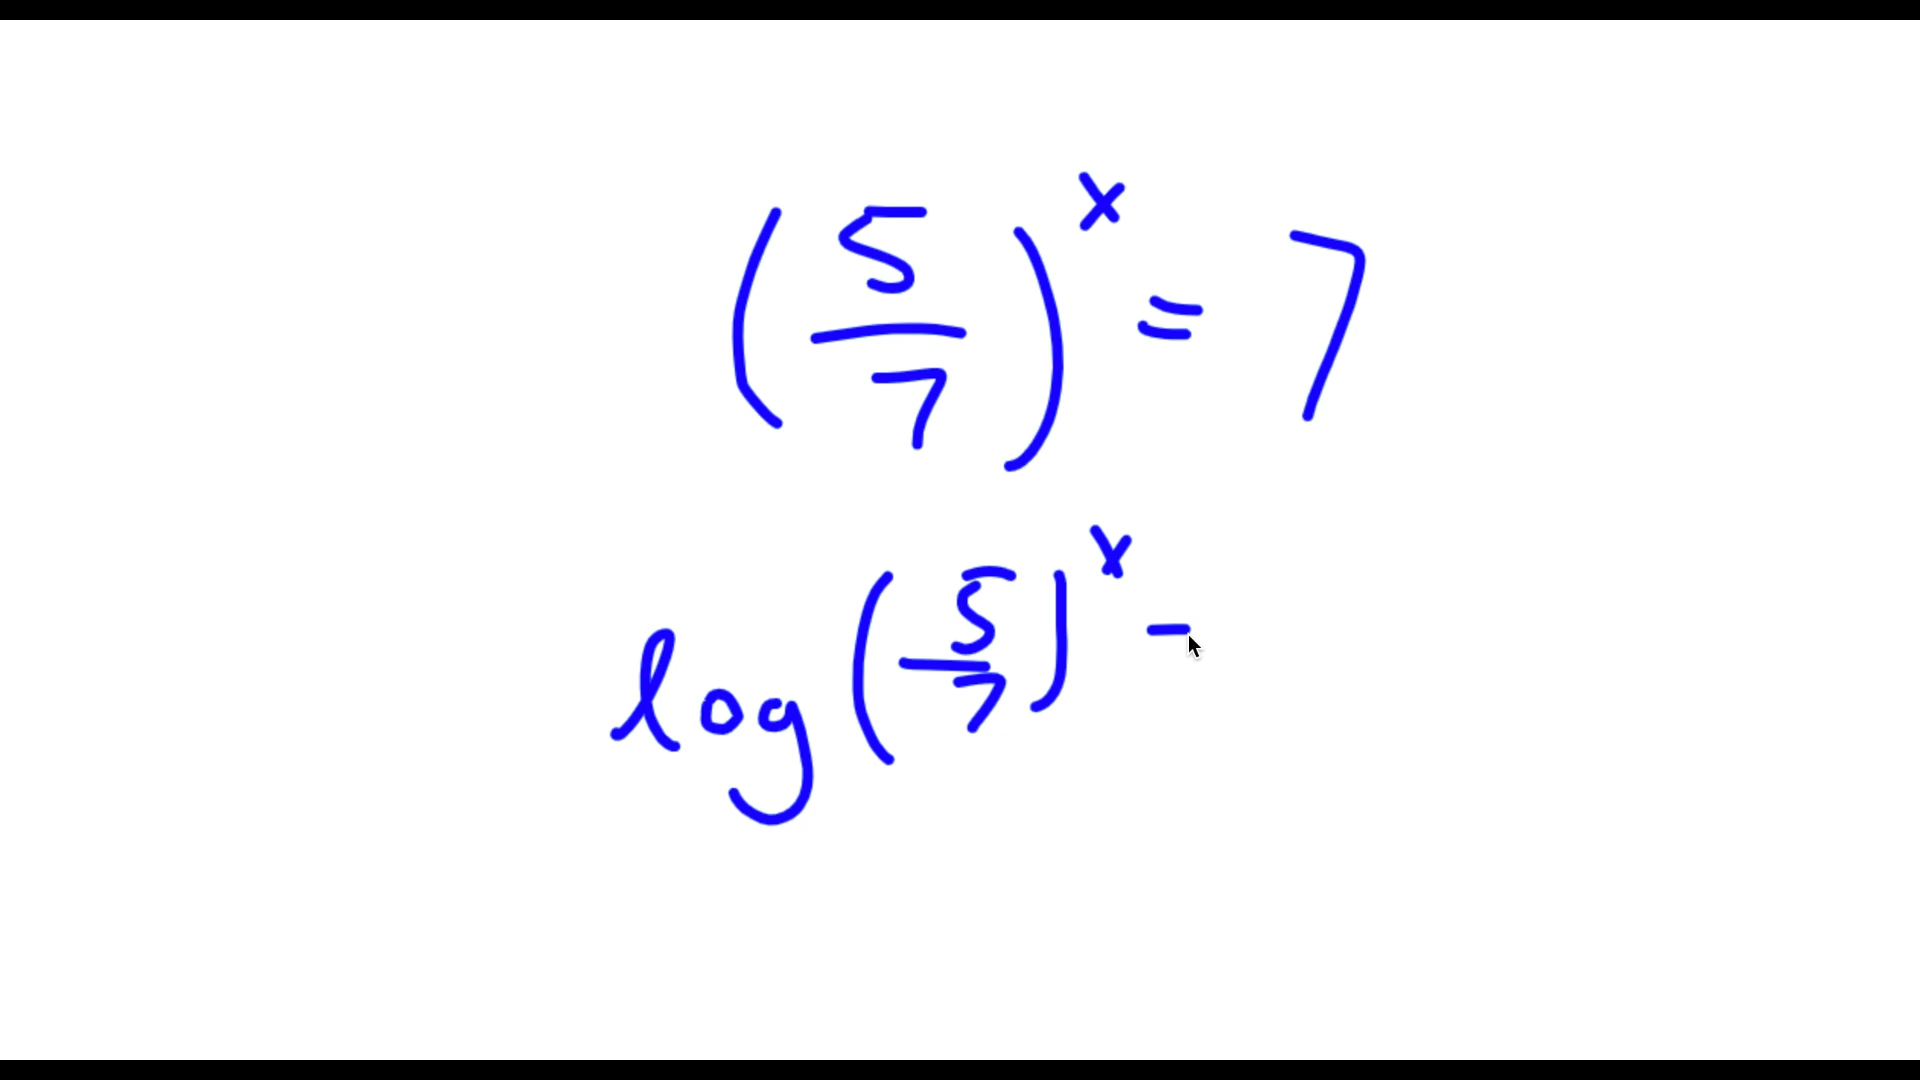 (5/7)^x = 7
log (5/7)^x -